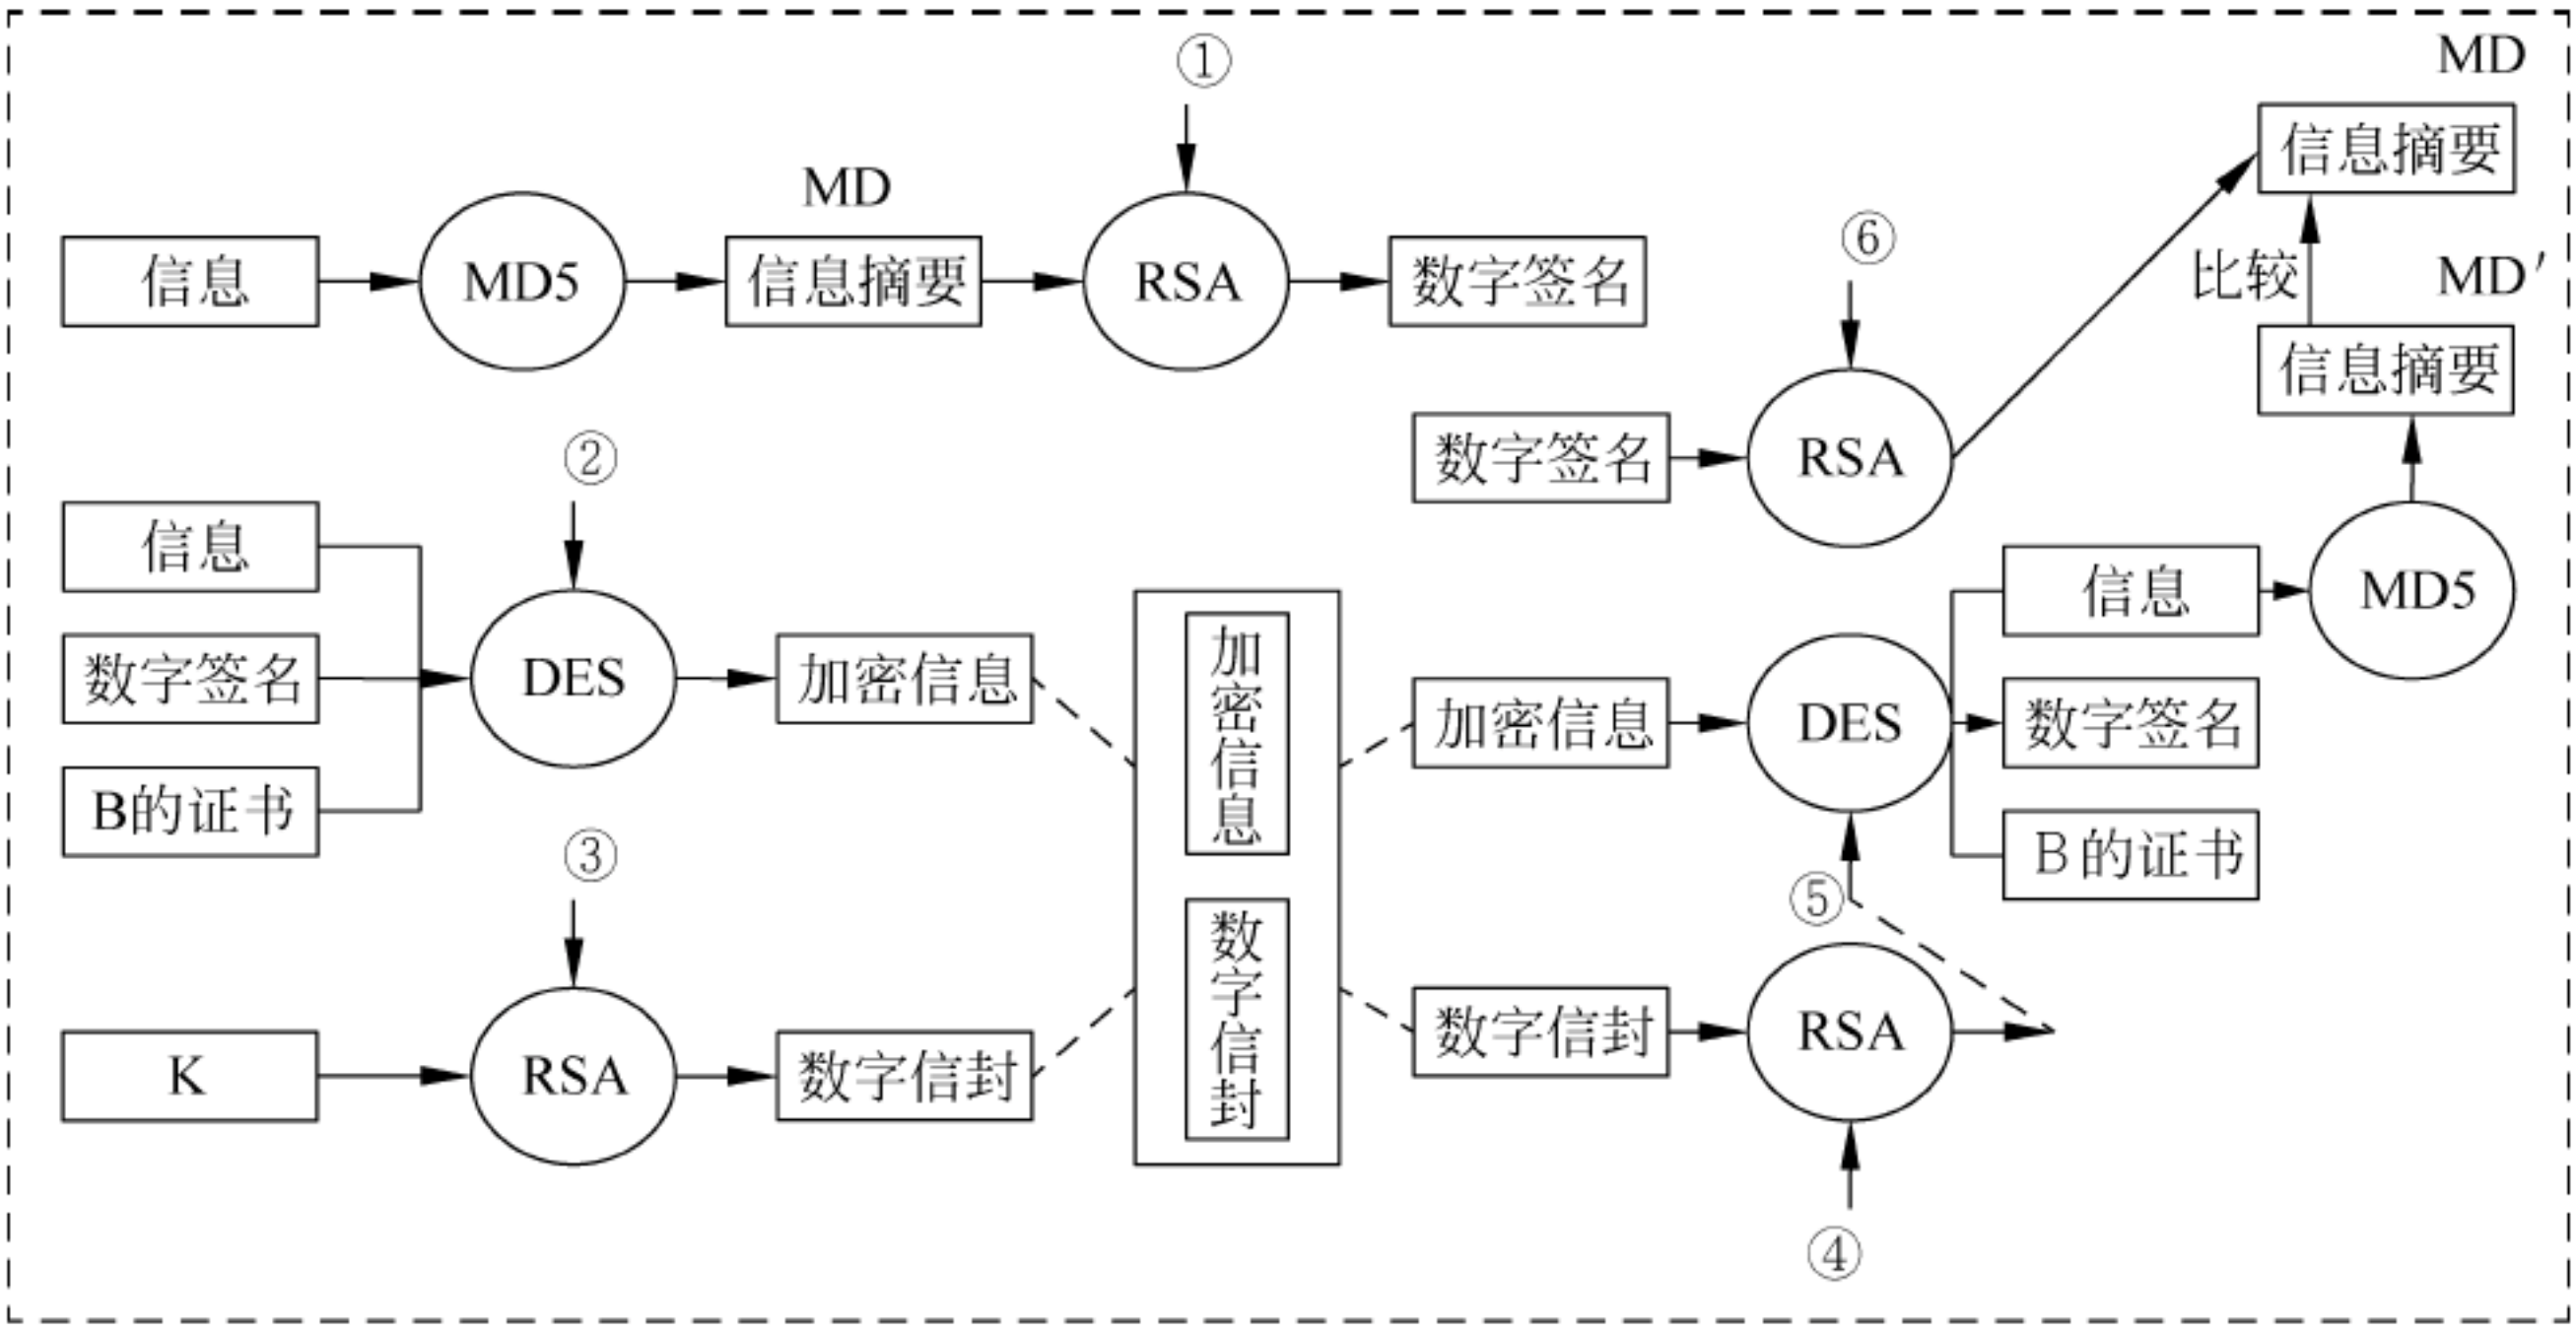 ①
MD
信息
MD5
信息摘要
RSA
数字签名
②
信息
数字签名
B的证书
DES
加密信息
③
K
RSA
数字信封
加密信息
数字信封
加密信息
DES
信息
数字签名
B的证书
MD5
⑤
数字信封
RSA
④
⑥
数字签名
RSA
MD
信息摘要
比较
MD'
信息摘要